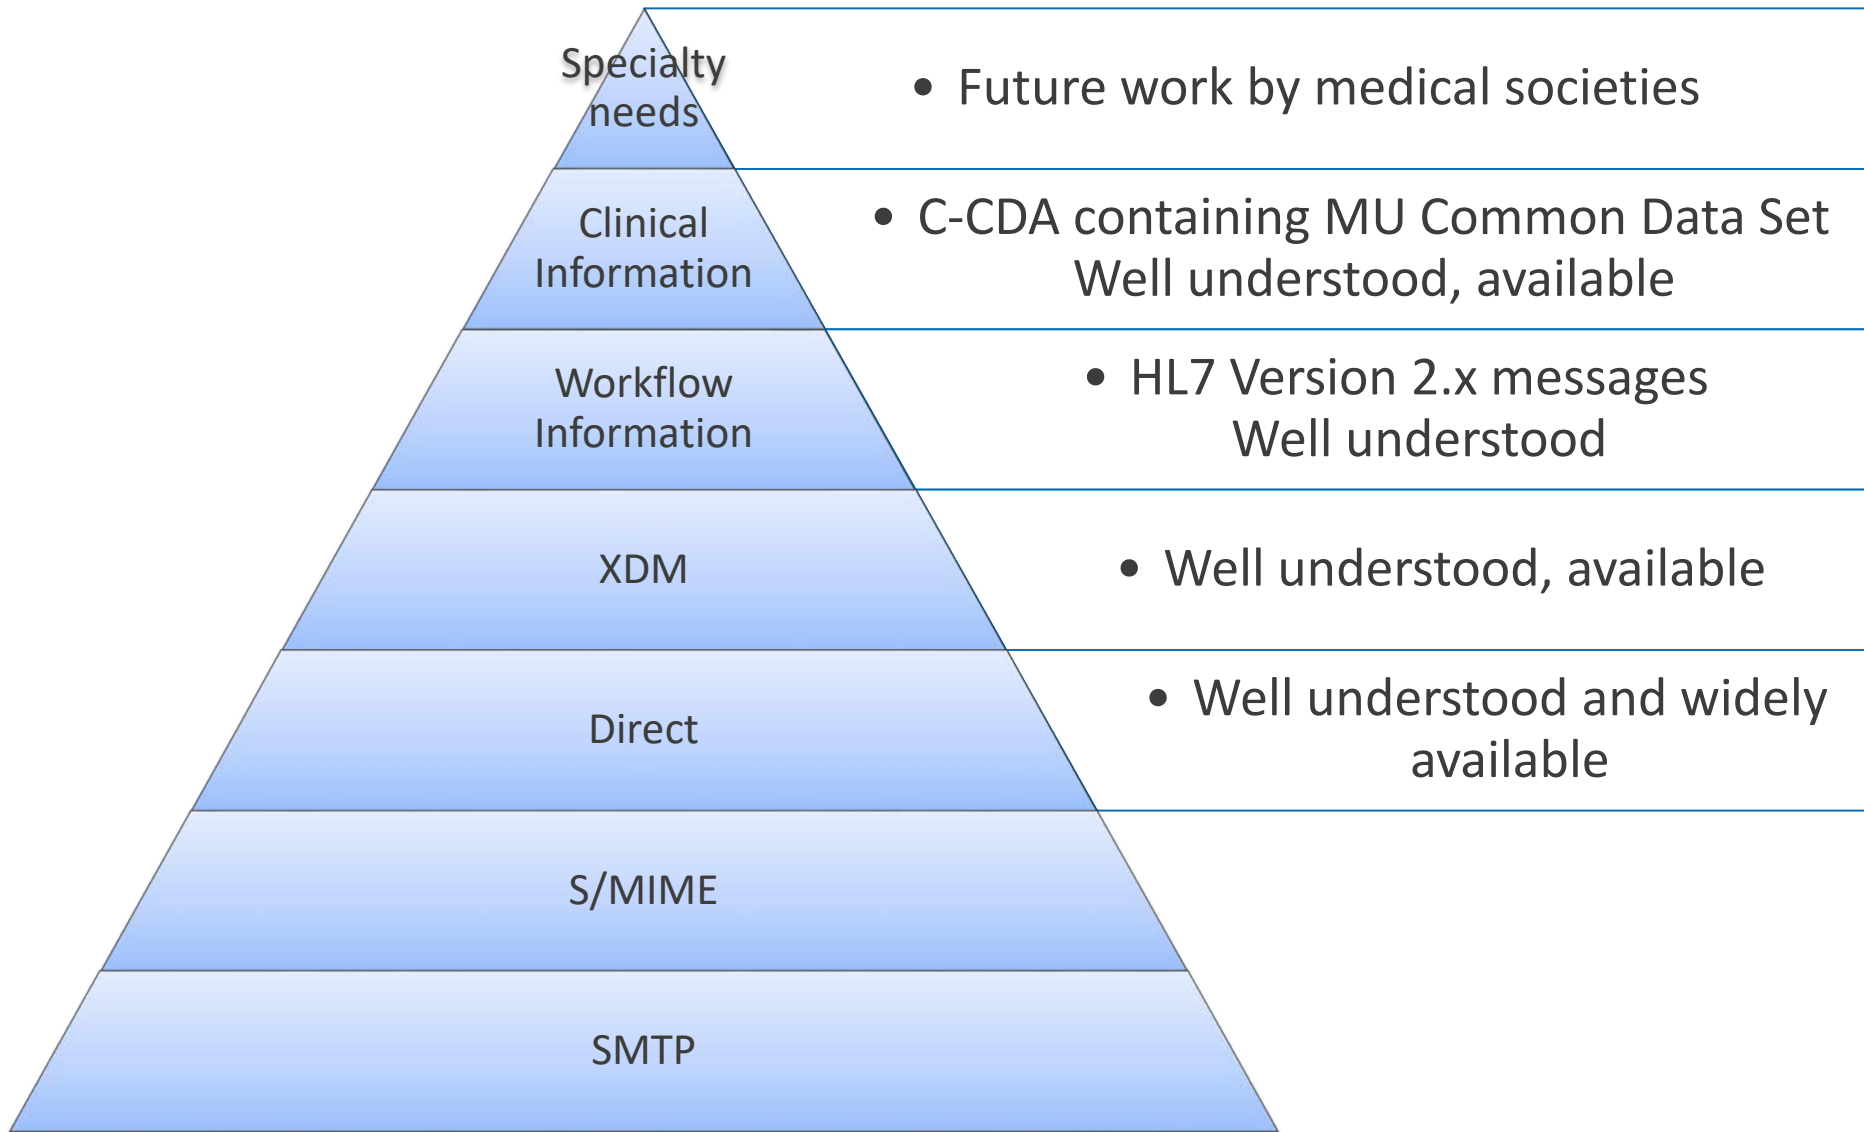 Specialty
needs
• Future work by medical societies
Clinical
Information
• C-CDA containing MU Common Data Set
Well understood, available
Workflow
Information
• HL7 Version 2.x messages
Well understood
XDM
• Well understood, available
Direct
• Well understood and widely
available
S/MIME
SMTP